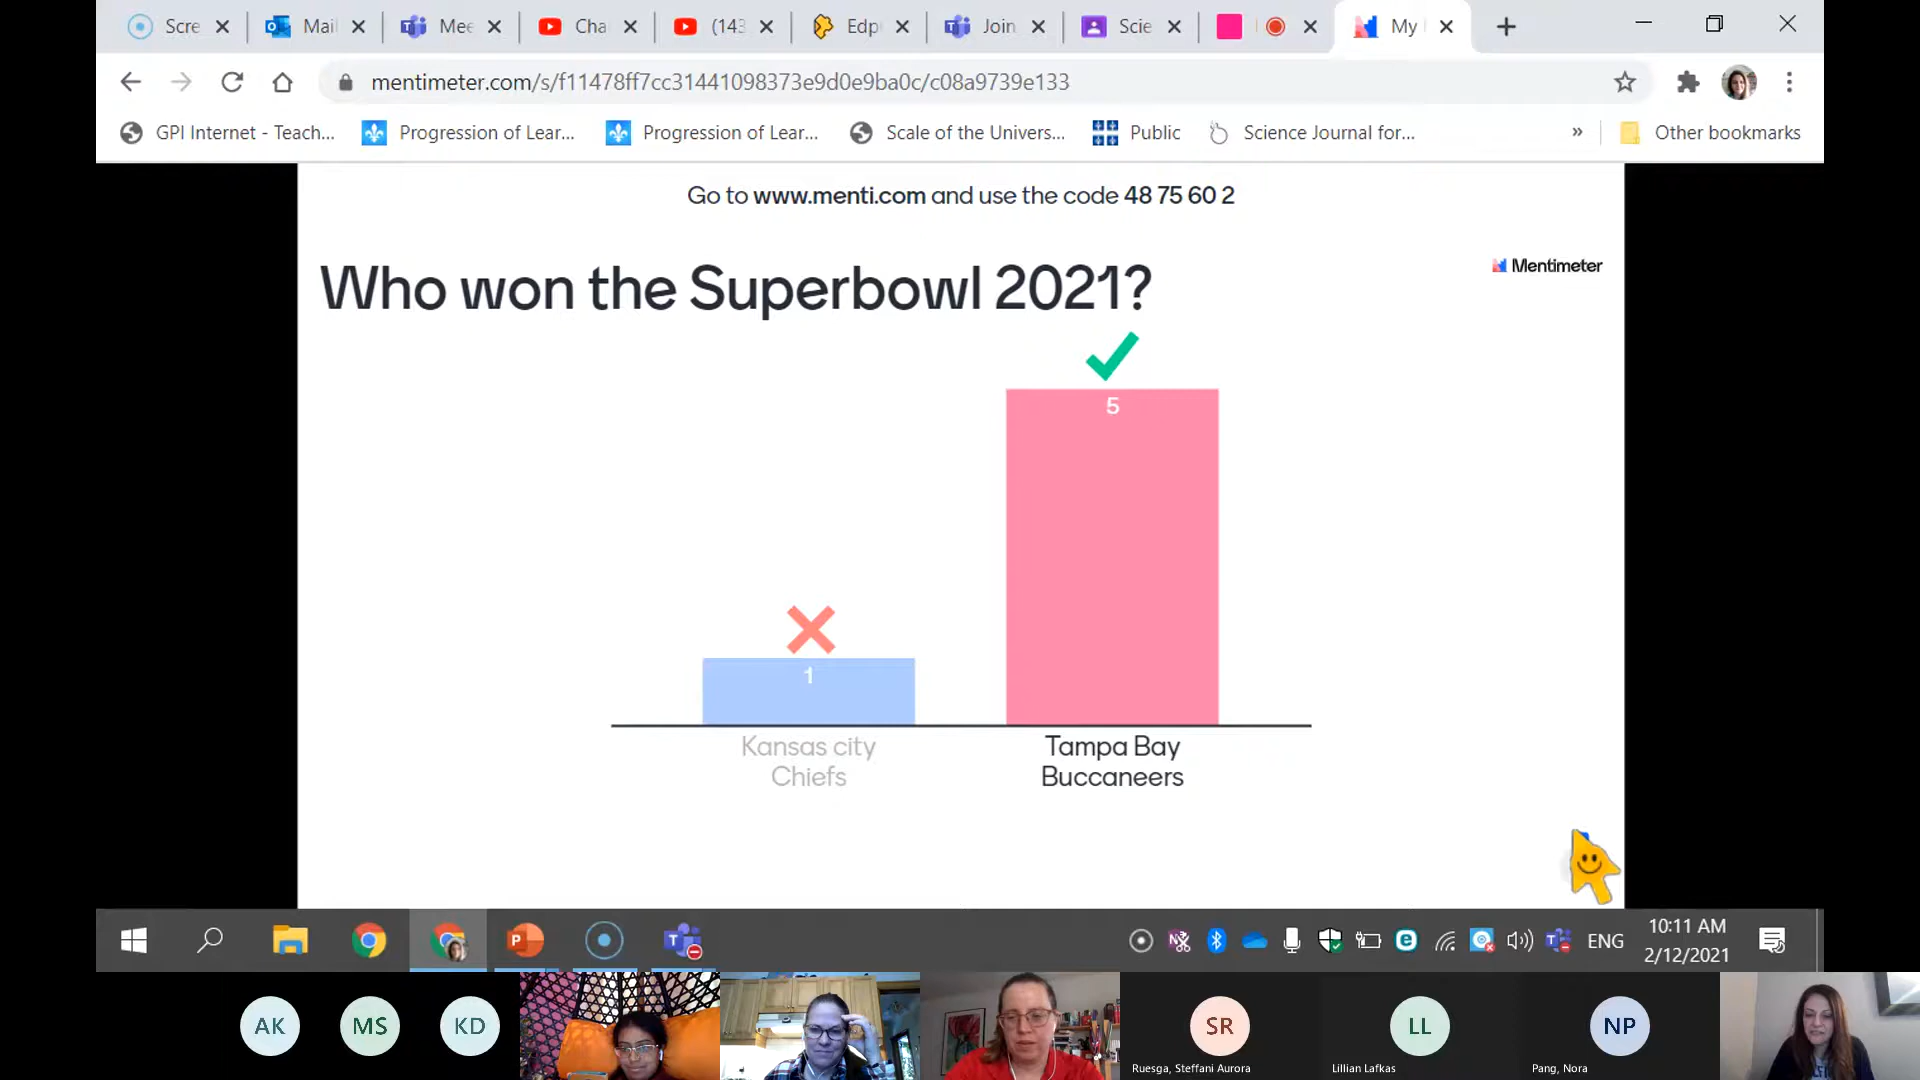 Scre
Mail
Mee
Cha
(143
Edp
Join
Scie
My
mentimeter.com/s/f11478ff7cc31441098373e9d0e9ba0c/c08a9739e133
GPI Internet - Teach...
Progression of Lear...
Progression of Lear...
Scale of the Univers...
Public
Science Journal for...
»
Other bookmarks
Go to www.menti.com and use the code 48 75 60 2
Mentimeter
Who won the Superbowl 2021?
5
1
Kansas city
Chiefs
Tampa Bay
Buccaneers
ENG
10:11 AM
2/12/2021
AK
MS
KD
SR
LL
NP
Ruesga, Steffani Aurora
Lillian Lafkas
Pang, Nora